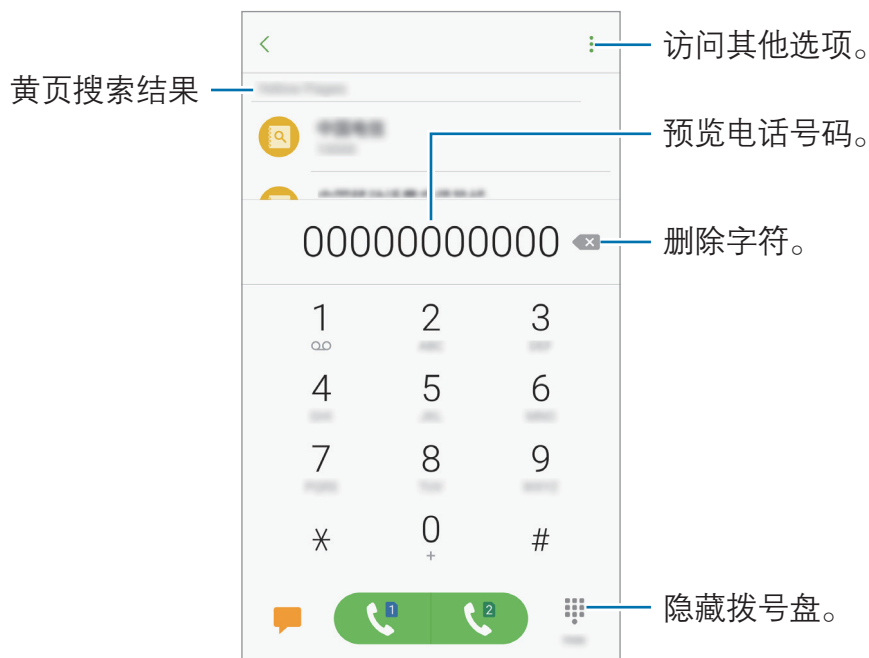 访问其他选项。
黄页搜索结果
预览电话号码。
00000000000
删除字符。
1 2 3
4 5 6
7 8 9
* 0 #
+
1 2
隐藏拨号盘。